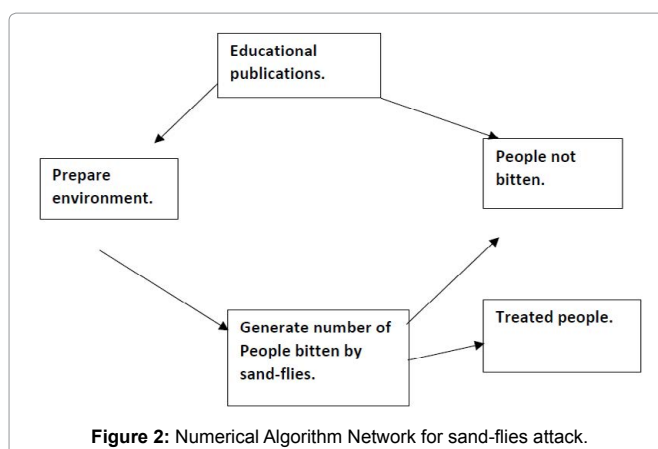 Educational
publications.
Prepare
environment.
People not
bitten.
Generate number of
People bitten by
sand-flies.
Treated people.
Figure 2: Numerical Algorithm Network for sand-flies attack.